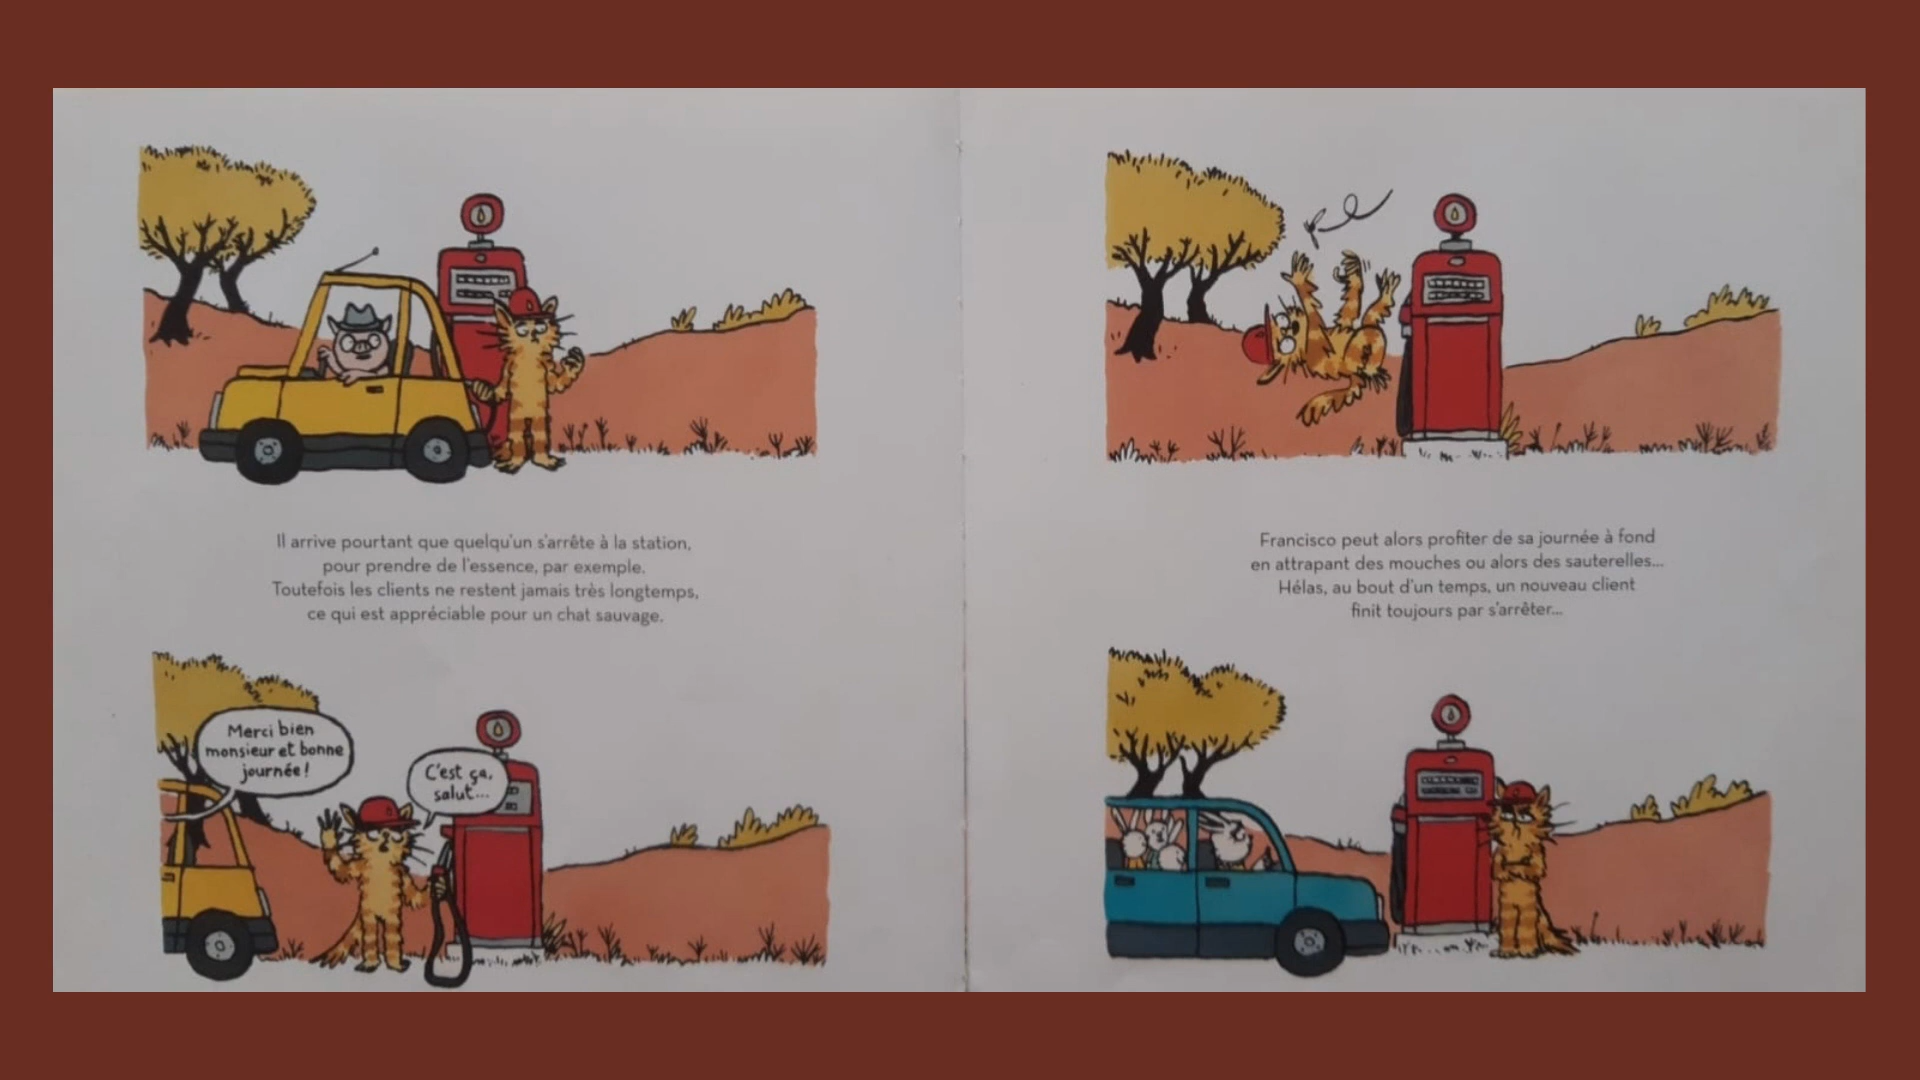 Il arrive pourtant que quelqu'un s'arrête à la station,
pour prendre de l'essence, par exemple.
Toutefois les clients ne restent jamais très longtemps,
ce qui est appréciable pour un chat sauvage.
Merci bien
monsieur et bonne
journée !
C'est ça,
salut...
Francisco peut alors profiter de sa journée à fond
en attrapant des mouches ou alors des sauterelles...
Hélas, au bout d'un temps, un nouveau client
finit toujours par s'arrêter...